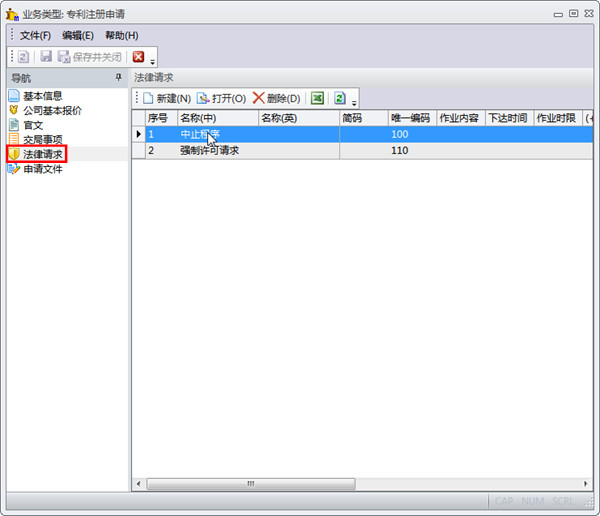 业务类型: 专利注册申请
文件(F) 编辑(E) 帮助(H)
保存并关闭
导航
法律请求
基本信息
公司基本报价
官文
交局事项
法律请求
申请文件
新建(N) 打开(O) 删除(D)
序号 名称(中) 名称(英) 简码 唯一编码 作业内容 下达时间 作业时限 (+
1 中止程序 100
2 强制许可请求 110
CAP NUM SCRL